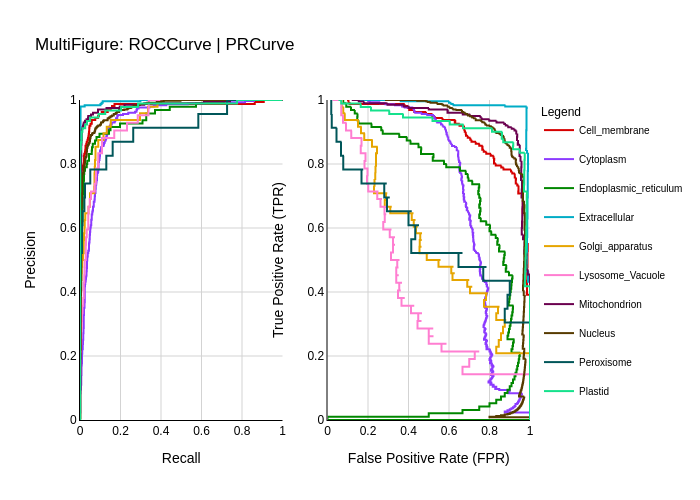 MultiFigure: ROCCurve | PRCurve
Precision
1
0.8
0.6
0.4
0.2
0
0
0.2
0.4
0.6
0.8
1
Recall
True Positive Rate (TPR)
1
0.8
0.6
0.4
0.2
0
0
0.2
0.4
0.6
0.8
1
False Positive Rate (FPR)
Legend
Cell_membrane
Cytoplasm
Endoplasmic_reticulum
Extracellular
Golgi_apparatus
Lysosome_Vacuole
Mitochondrion
Nucleus
Peroxisome
Plastid